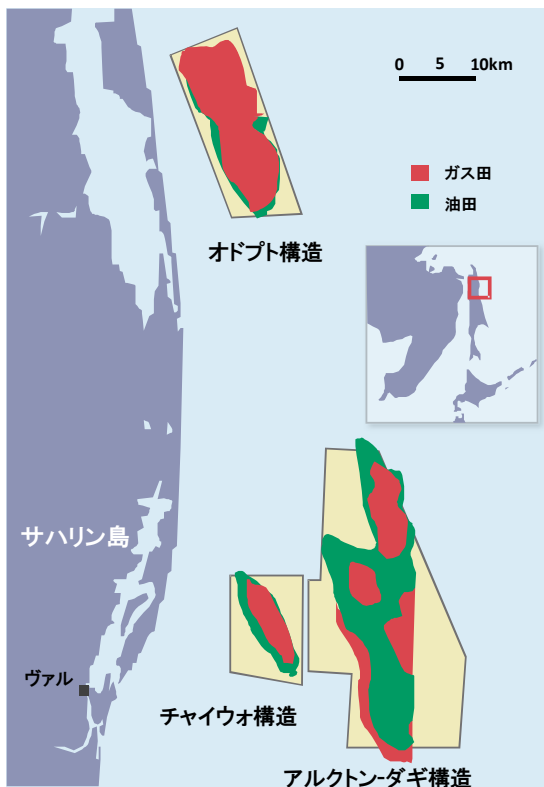 0 5 10km
ガス田
油田
オドプト構造
サハリン島
ヴァル
チャイウォ構造
アルクトン-ダギ構造